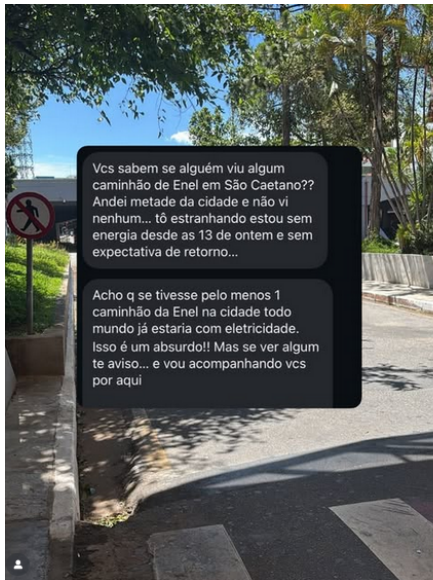 Vcs sabem se alguém viu algum
caminhão de Enel em São Caetano??
Andei metade da cidade e não vi
nenhum... tô estranhando estou sem
energia desde as 13 de ontem e sem
expectativa de retorno...
Acho q se tivesse pelo menos 1
caminhão da Enel na cidade todo
mundo já estaria com eletricidade.
Isso é um absurdo!! Mas se ver algum
te aviso... e vou acompanhando vcs
por aqui